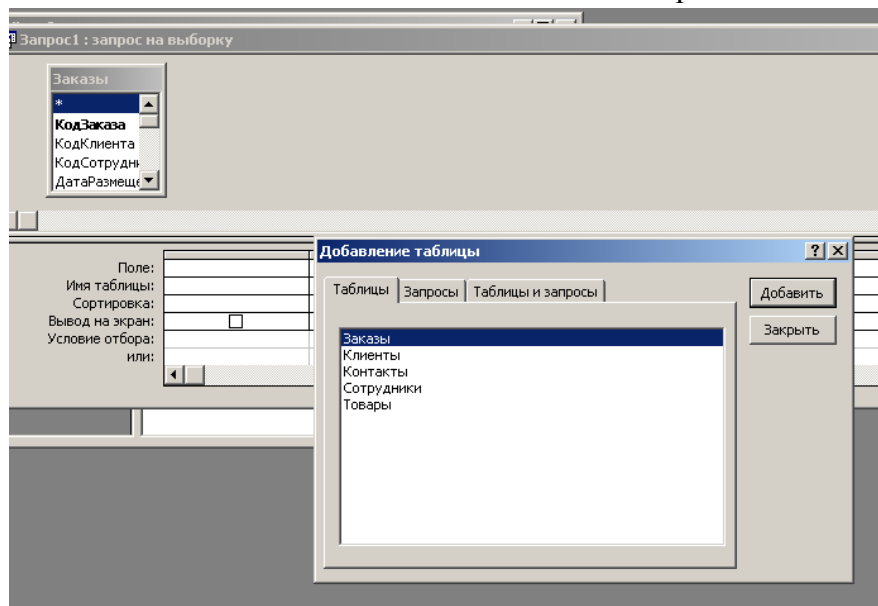 Запрос1 : запрос на выборку
Заказы
*
КодЗаказа
КодКлиента
КодСотрудн
ДатаРазмеще
Поле:
Имя таблицы:
Сортировка:
Вывод на экран:
Условие отбора:
или:
Добавление таблицы
Таблицы Запросы Таблицы и запросы
Заказы
Клиенты
Контакты
Сотрудники
Товары
Добавить
Закрыть